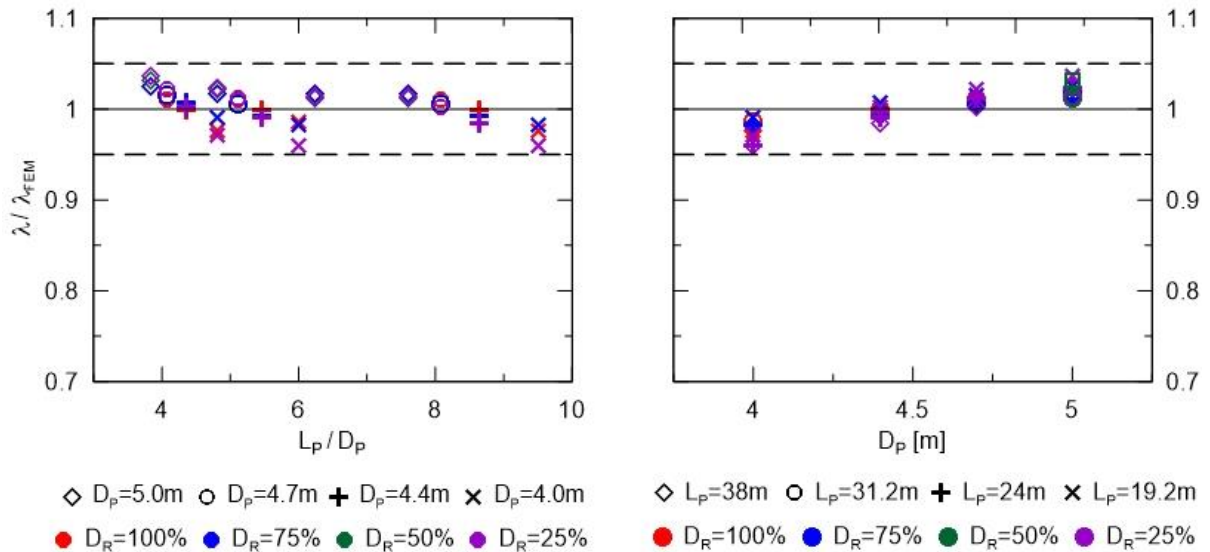 1.1
1
0.9
0.8
0.7
λ / λFEM
4 6 8 10
LP / DP
DP=5.0m DP=4.7m DP=4.4m DP=4.0m
DR=100% DR=75% DR=50% DR=25%
1.1
1
0.9
0.8
0.7
4 4.5 5
DP [m]
LP=38m LP=31.2m LP=24m LP=19.2m
DR=100% DR=75% DR=50% DR=25%